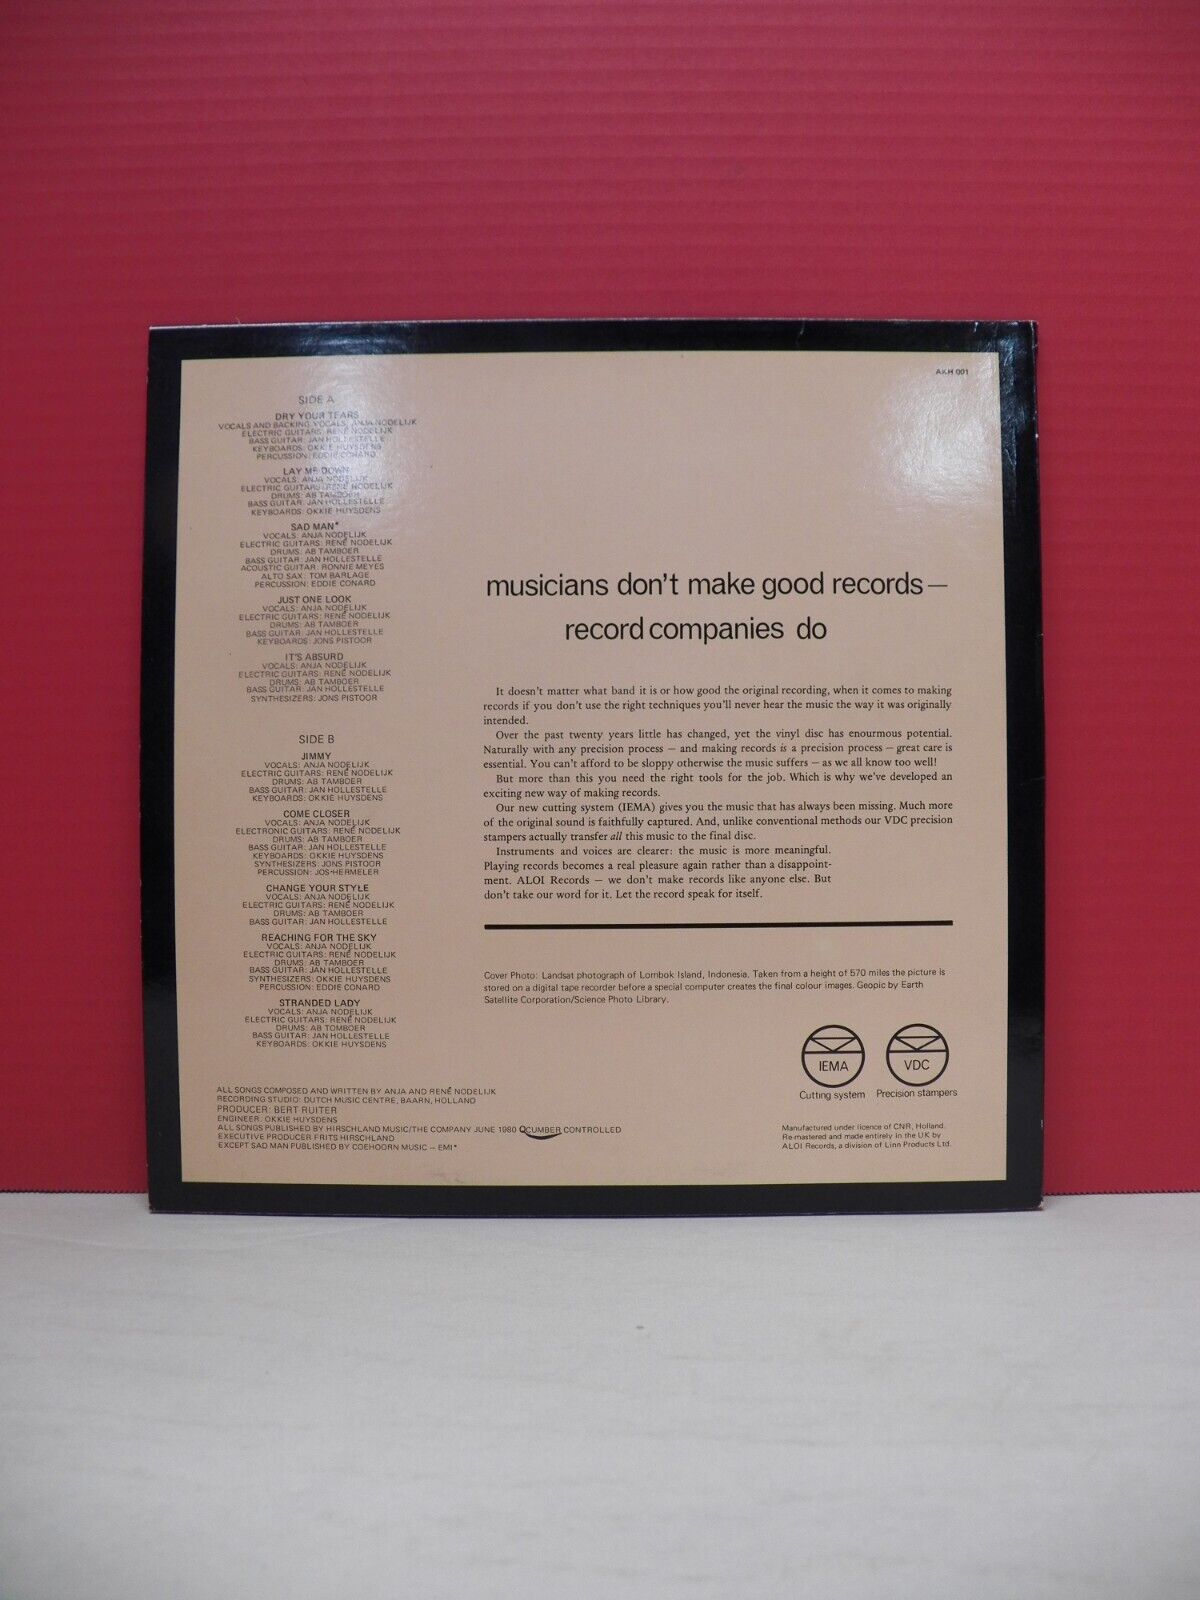 AKH 001
SIDE A
DRY YOUR TEARS
VOCALS AND BACKING VOCALS: ANJA NODELIJK
ELECTRIC GUITARS: RENÉ NODELIJK
BASS GUITAR: JAN HOLLESTELLE
KEYBOARDS: OKKIE HUYSDENS
PERCUSSION: EDDIE CONARD
LAY ME DOWN
VOCALS: ANJA NODELIJK
ELECTRIC GUITARS: RENÉ NODELIJK
DRUMS: AB TAMBOER
BASS GUITAR: JAN HOLLESTELLE
KEYBOARDS: OKKIE HUYSDENS
SAD MAN*
VOCALS: ANJA NODELIJK
ELECTRIC GUITARS: RENÉ NODELIJK
DRUMS: AB TAMBOER
BASS GUITAR: JAN HOLLESTELLE
ACOUSTIC GUITAR: RONNIE MEYES
ALTO SAX: TOM BARLAGE
PERCUSSION: EDDIE CONARD
JUST ONE LOOK
VOCALS: ANJA NODELIJK
ELECTRIC GUITARS: RENÉ NODELIJK
DRUMS: AB TAMBOER
BASS GUITAR: JAN HOLLESTELLE
KEYBOARDS: JONS PISTOOR
IT'S ABSURD
VOCALS: ANJA NODELIJK
ELECTRIC GUITARS: RENÉ NODELIJK
DRUMS: AB TAMBOER
BASS GUITAR: JAN HOLLESTELLE
SYNTHESIZERS: JONS PISTOOR
SIDE B
JIMMY
VOCALS: ANJA NODELIJK
ELECTRIC GUITARS: RENÉ NODELIJK
DRUMS: AB TAMBOER
BASS GUITAR: JAN HOLLESTELLE
KEYBOARDS: OKKIE HUYSDENS
COME CLOSER
VOCALS: ANJA NODELIJK
ELECTRONIC GUITARS: RENÉ NODELIJK
DRUMS: AB TAMBOER
BASS GUITAR: JAN HOLLESTELLE
KEYBOARDS: OKKIE HUYSDENS
SYNTHESIZERS: JONS PISTOOR
PERCUSSION: JOS HERMELER
CHANGE YOUR STYLE
VOCALS: ANJA NODELIJK
ELECTRIC GUITARS: RENÉ NODELIJK
DRUMS: AB TAMBOER
BASS GUITAR: JAN HOLLESTELLE
REACHING FOR THE SKY
VOCALS: ANJA NODELIJK
ELECTRIC GUITARS: RENÉ NODELIJK
DRUMS: AB TAMBOER
BASS GUITAR: JAN HOLLESTELLE
SYNTHESIZERS: OKKIE HUYSDENS
PERCUSSION: EDDIE CONARD
STRANDED LADY
VOCALS: ANJA NODELIJK
ELECTRIC GUITARS: RENÉ NODELIJK
DRUMS: AB TOMBOER
BASS GUITAR: JAN HOLLESTELLE
KEYBOARDS: OKKIE HUYSDENS
ALL SONGS COMPOSED AND WRITTEN BY ANJA AND RENÉ NODELIJK
RECORDING STUDIO: DUTCH MUSIC CENTRE, BAARN, HOLLAND
PRODUCER: BERT RUITER
ENGINEER: OKKIE HUYSDENS
ALL SONGS PUBLISHED BY HIRSCHLAND MUSIC/THE COMPANY JUNE 1980 QCUMBER CONTROLLED
EXECUTIVE PRODUCER FRITS HIRSCHLAND
EXCEPT SAD MAN PUBLISHED BY COEHOORN MUSIC – EMI*
musicians don't make good records –
record companies do
It doesn't matter what band it is or how good the original recording, when it comes to making
records if you don't use the right techniques you'll never hear the music the way it was originally
intended.
Over the past twenty years little has changed, yet the vinyl disc has enourmous potential.
Naturally with any precision process – and making records is a precision process – great care is
essential. You can't afford to be sloppy otherwise the music suffers – as we all know too well!
But more than this you need the right tools for the job. Which is why we've developed an
exciting new way of making records.
Our new cutting system (IEMA) gives you the music that has always been missing. Much more
of the original sound is faithfully captured. And, unlike conventional methods our VDC precision
stampers actually transfer all this music to the final disc.
Instruments and voices are clearer: the music is more meaningful.
Playing records becomes a real pleasure again rather than a disappoint-
ment. ALOI Records – we don't make records like anyone else. But
don't take our word for it. Let the record speak for itself.
Cover Photo: Landsat photograph of Lombok Island, Indonesia. Taken from a height of 570 miles the picture is
stored on a digital tape recorder before a special computer creates the final colour images. Geopic by Earth
Satellite Corporation/Science Photo Library.
IEMA VDC
Cutting system Precision stampers
Manufactured under licence of CNR, Holland.
Re-mastered and made entirely in the UK by
ALOI Records, a division of Linn Products Ltd.